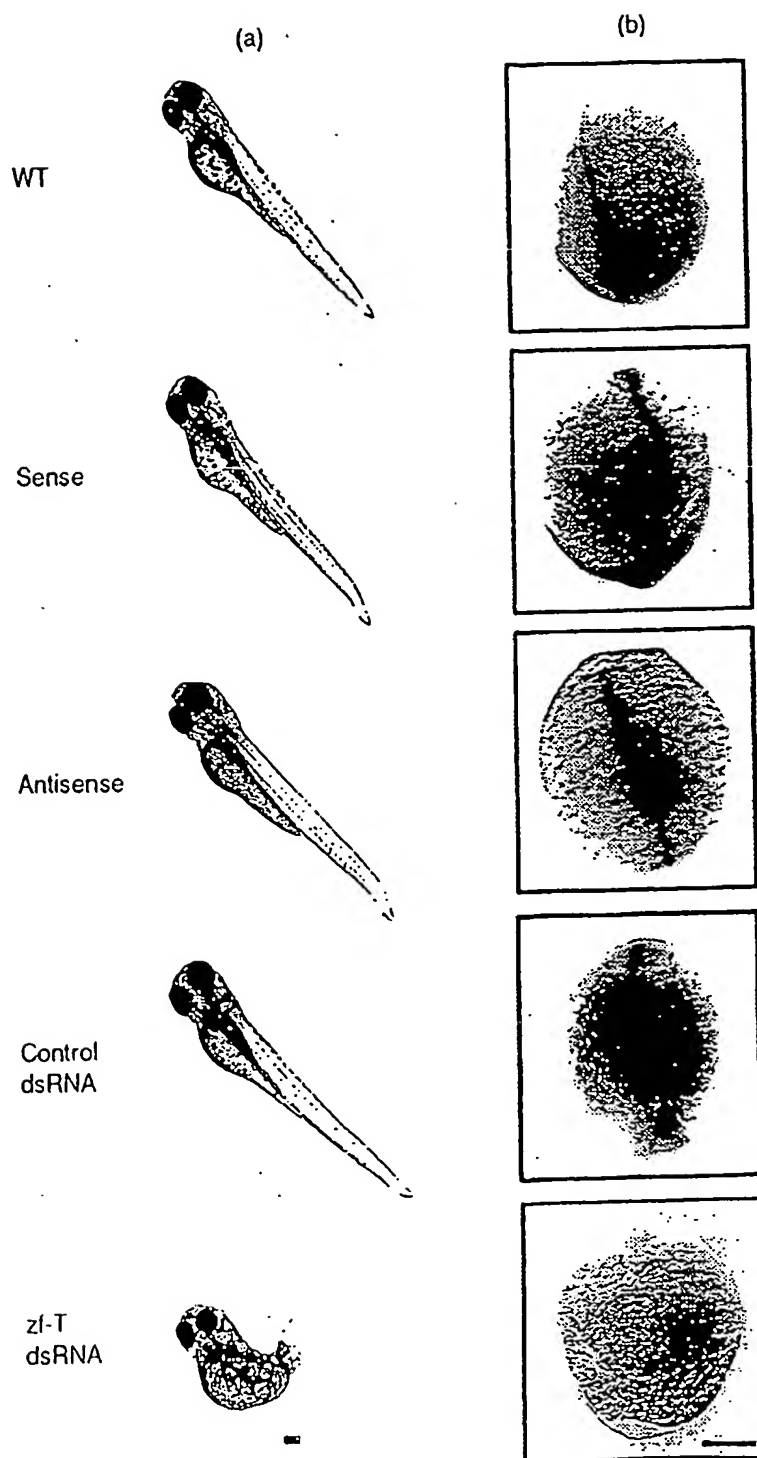 (a)
(b)
WT
Sense
Antisense
Control
dsRNA
zf-T
dsRNA